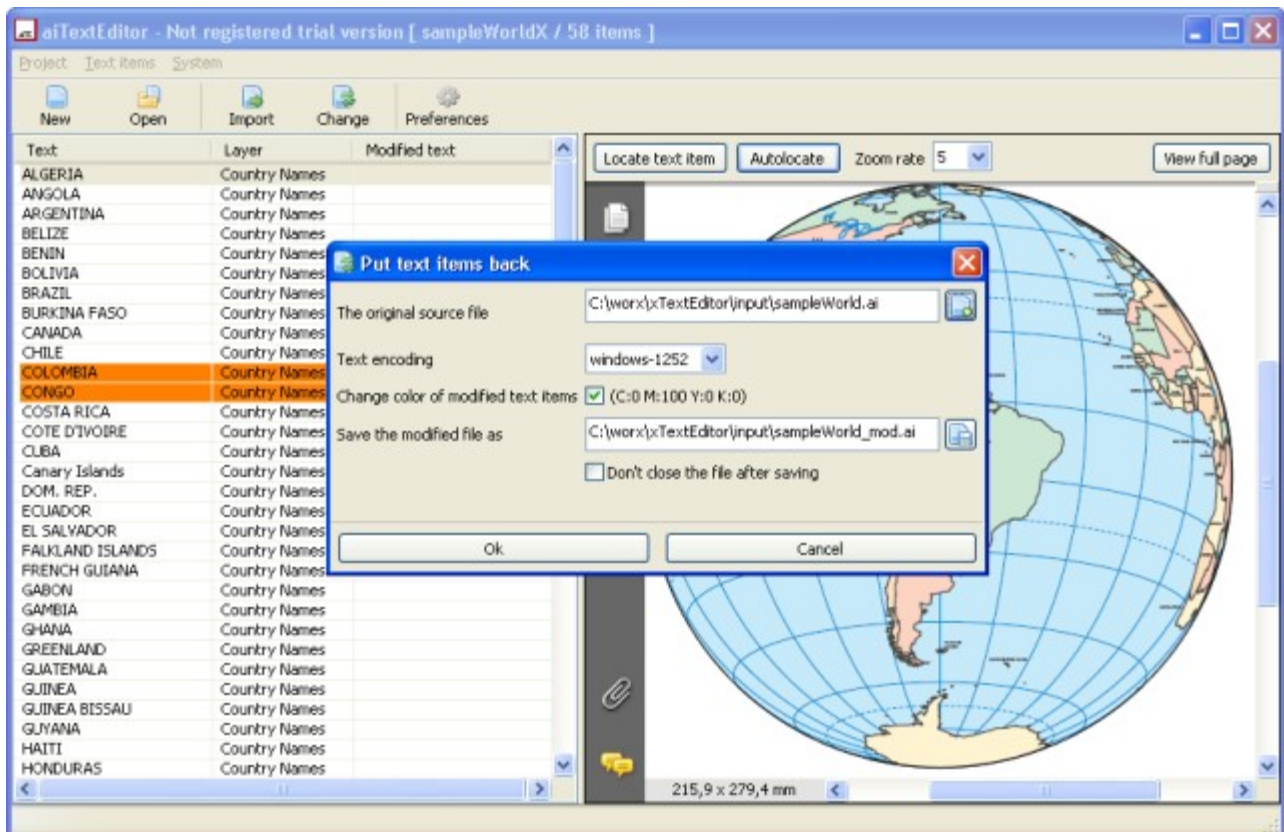 aiTextEditor - Not registered trial version [ sampleWorldX / 58 items ]
Project Text items System
New Open Import Change Preferences
Text Layer Modified text
ALGERIA Country Names
ANGOLA Country Names
ARGENTINA Country Names
BELIZE Country Names
BENIN Country Names
BOLIVIA Country Names
BRAZIL Country Names
BURKINA FASO Country Names
CANADA Country Names
CHILE Country Names
COLOMBIA Country Names
CONGO Country Names
COSTA RICA Country Names
COTE D'IVOIRE Country Names
CUBA Country Names
Canary Islands Country Names
DOM. REP. Country Names
ECUADOR Country Names
EL SALVADOR Country Names
FALKLAND ISLANDS Country Names
FRENCH GUIANA Country Names
GABON Country Names
GAMBIA Country Names
GHANA Country Names
GREENLAND Country Names
GUATEMALA Country Names
GUINEA Country Names
GUINEA BISSAU Country Names
GUYANA Country Names
HAITI Country Names
HONDURAS Country Names
Locate text item Autolocate Zoom rate 5 View full page
Put text items back
The original source file C:\worx\xTextEditor\input\sampleWorld.ai
Text encoding windows-1252
Change color of modified text items (C:0 M:100 Y:0 K:0)
Save the modified file as C:\worx\xTextEditor\input\sampleWorld_mod.ai
Don't close the file after saving
Ok Cancel
215,9 x 279,4 mm